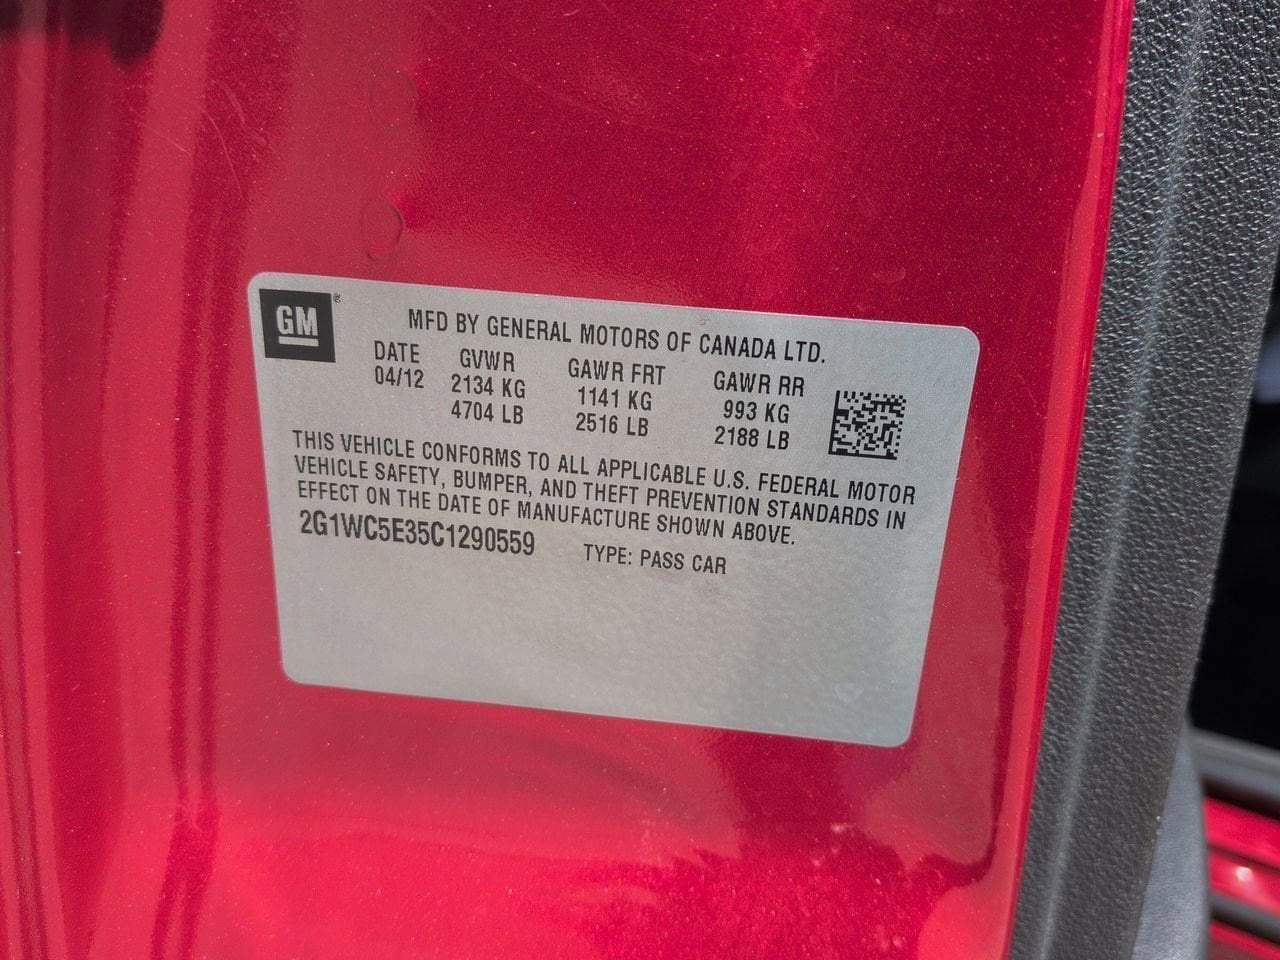 GM ®
MFD BY GENERAL MOTORS OF CANADA LTD.
DATE GVWR GAWR FRT GAWR RR
04/12 2134 KG 1141 KG 993 KG
4704 LB 2516 LB 2188 LB
THIS VEHICLE CONFORMS TO ALL APPLICABLE U.S. FEDERAL MOTOR
VEHICLE SAFETY, BUMPER, AND THEFT PREVENTION STANDARDS IN
EFFECT ON THE DATE OF MANUFACTURE SHOWN ABOVE.
2G1WC5E35C1290559 TYPE: PASS CAR